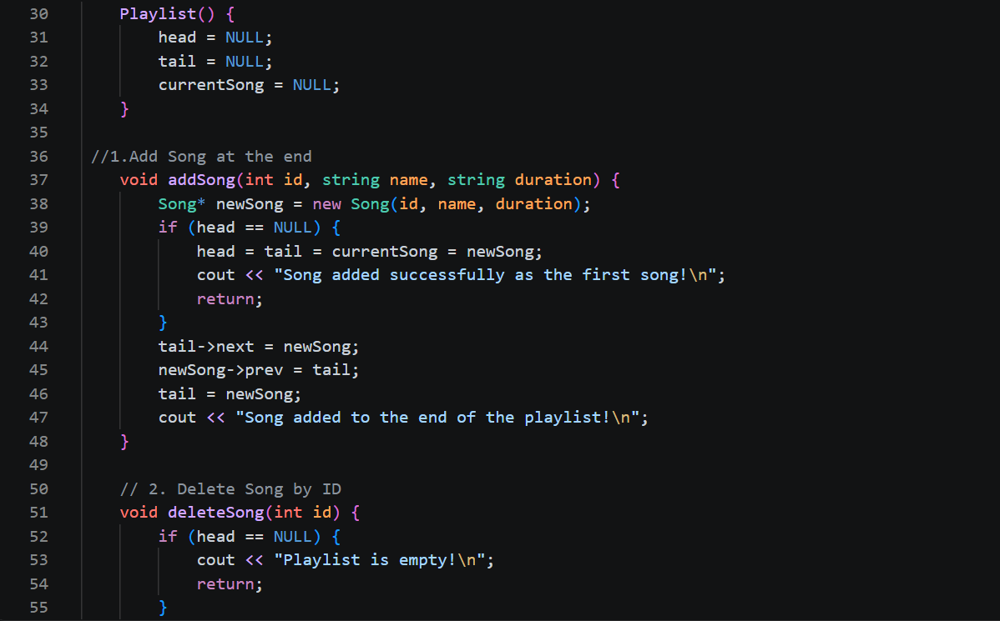 30 Playlist() {
31 head = NULL;
32 tail = NULL;
33 currentSong = NULL;
34 }
35
36 //1.Add Song at the end
37 void addSong(int id, string name, string duration) {
38 Song* newSong = new Song(id, name, duration);
39 if (head == NULL) {
40 head = tail = currentSong = newSong;
41 cout << "Song added successfully as the first song!\n";
42 return;
43 }
44 tail->next = newSong;
45 newSong->prev = tail;
46 tail = newSong;
47 cout << "Song added to the end of the playlist!\n";
48 }
49
50 // 2. Delete Song by ID
51 void deleteSong(int id) {
52 if (head == NULL) {
53 cout << "Playlist is empty!\n";
54 return;
55 }